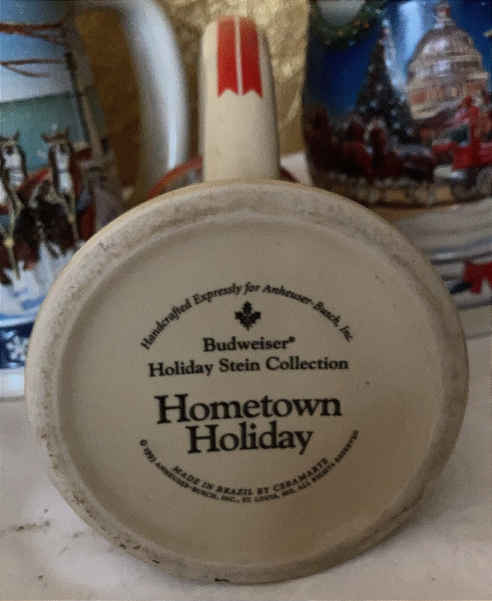 Handcrafted Expressly for Anheuser-Busch, Inc.
Budweiser®
Holiday Stein Collection
Hometown
Holiday
MADE IN BRAZIL BY CERAMARTE
ANHEUSER-BUSCH, INC., ST. LOUIS, MO. ALL RIGHTS RESERVED